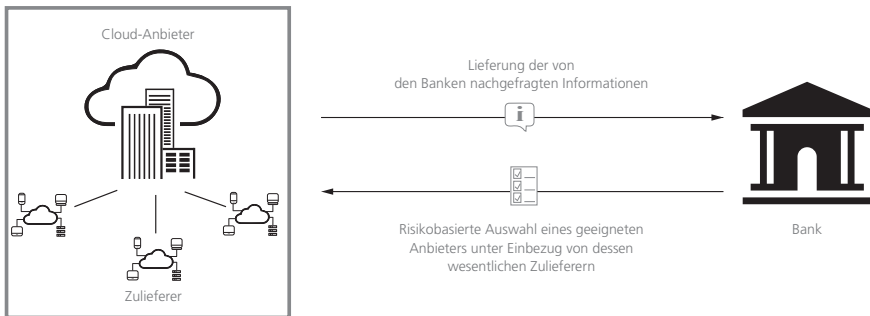 Cloud-Anbieter
Zulieferer
Lieferung der von
den Banken nachgefragten Informationen
i
Risikobasierte Auswahl eines geeigneten
Anbieters unter Einbezug von dessen
wesentlichen Zulieferern
Bank